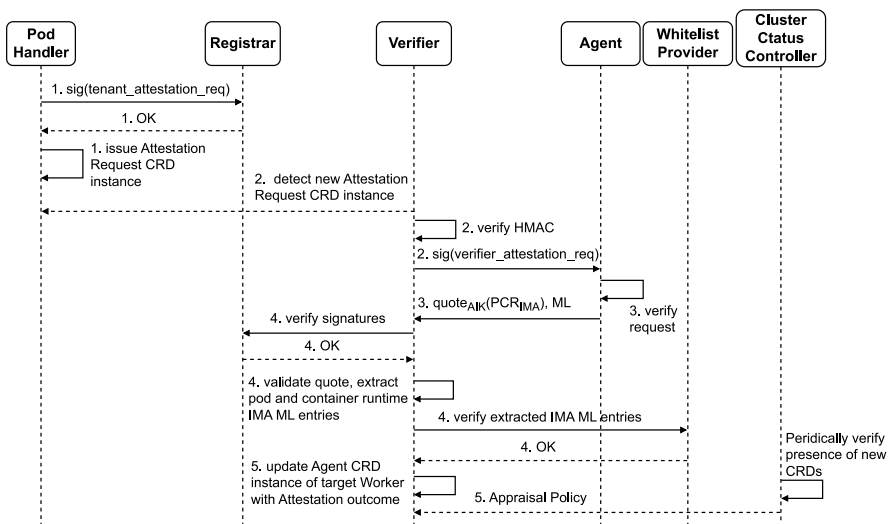 Pod
Handler
Registrar
Verifier
Agent
Whitelist
Provider
Cluster
Ctatus
Controller
1. sig(tenant_attestation_req)
1. OK
1. issue Attestation
Request CRD
instance
2. detect new Attestation
Request CRD instance
2. verify HMAC
2. sig(verifier_attestation_req)
3. verify
request
3. quoteAIK(PCRIMA), ML
4. verify signatures
4. OK
4. validate quote, extract
pod and container runtime
IMA ML entries
4. verify extracted IMA ML entries
4. OK
Peridically verify
presence of new
CRDs
5. update Agent CRD
instance of target Worker
with Attestation outcome
5. Appraisal Policy